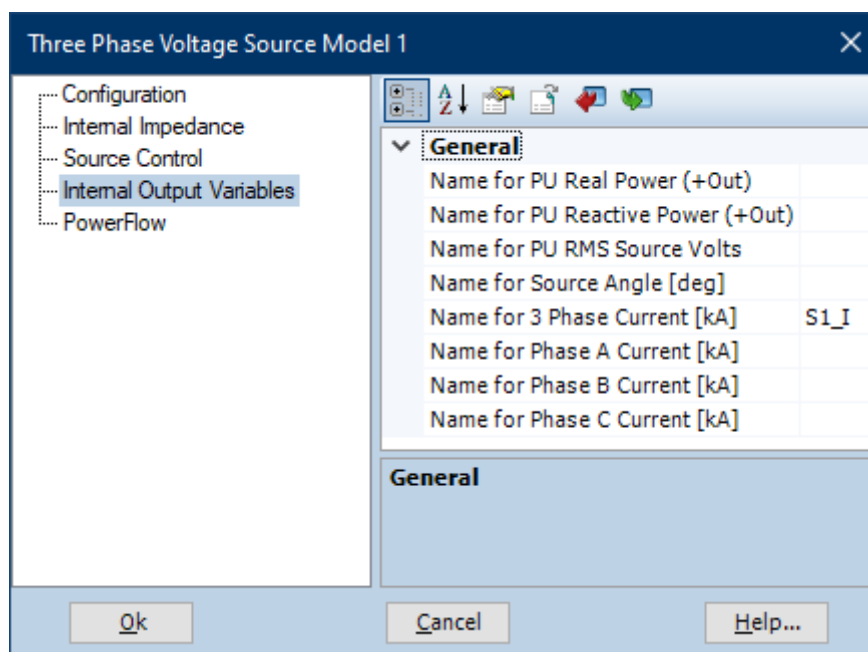 Three Phase Voltage Source Model 1
Configuration
Internal Impedance
Source Control
Internal Output Variables
PowerFlow
General
Name for PU Real Power (+Out)
Name for PU Reactive Power (+Out)
Name for PU RMS Source Volts
Name for Source Angle [deg]
Name for 3 Phase Current [kA] S1_I
Name for Phase A Current [kA]
Name for Phase B Current [kA]
Name for Phase C Current [kA]
General
Ok Cancel Help...